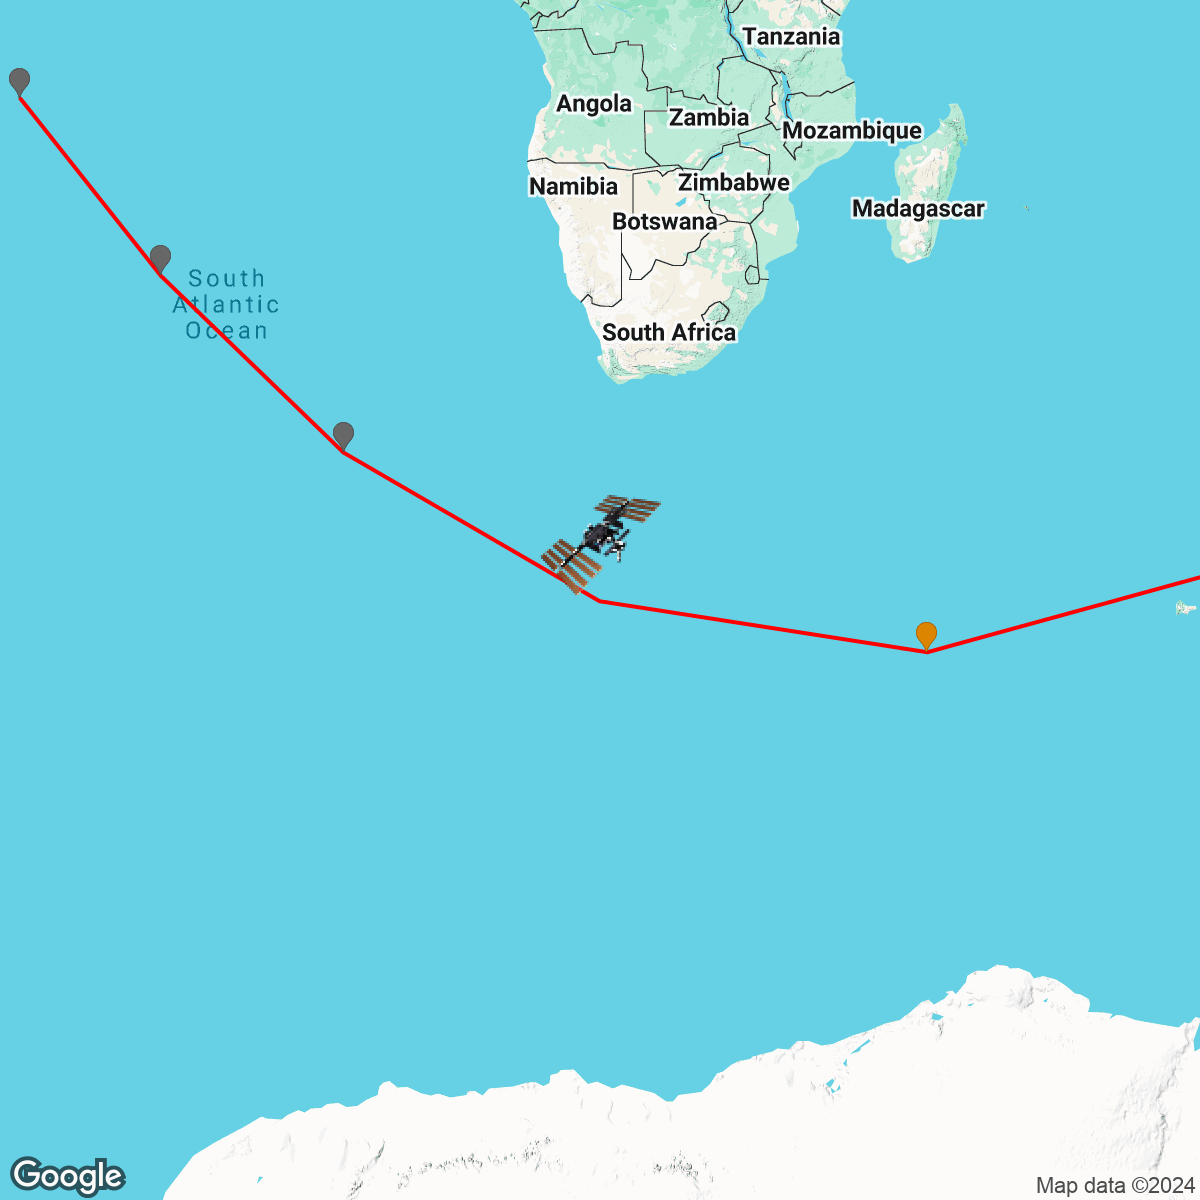 Tanzania
Angola
Zambia
Mozambique
Namibia
Zimbabwe
Botswana
Madagascar
South
Atlantic
Ocean
South Africa
Google
Map data ©2024